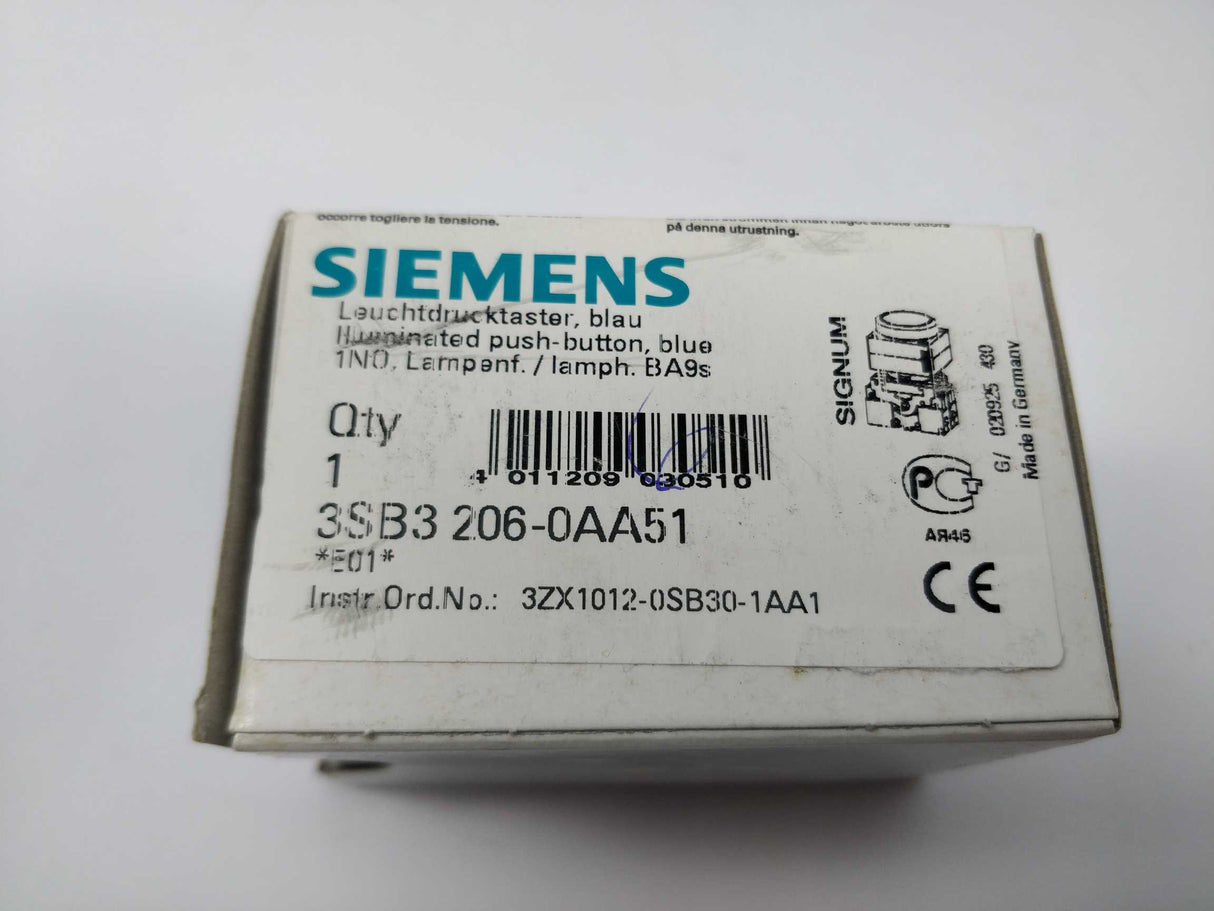 occorre togliere la tensione.
på denna utrustning.
SIEMENS
Leuchtdrucktaster, blau
Illuminated push-button, blue
1NO, Lampenf. / lamph. BA9s
Qty
1
4 011209 030510
3SB3 206-0AA51
*E01*
Instr.Ord.No.: 3ZX1012-0SB30-1AA1
SIGNUM
G/ 020925 430
Made in Germany
РСТ
АЯ46
CE